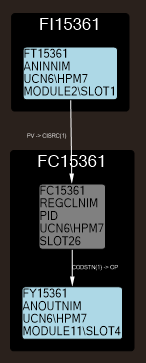 FI15361
FT15361
ANINNIM
UCN6\HPM7
MODULE2\SLOT1
PV -> CISRC(1)
FC15361
FC15361
REGCLNIM
PID
UCN6\HPM7
SLOT26
CODSTN(1) -> OP
FY15361
ANOUTNIM
UCN6\HPM7
MODULE11\SLOT4